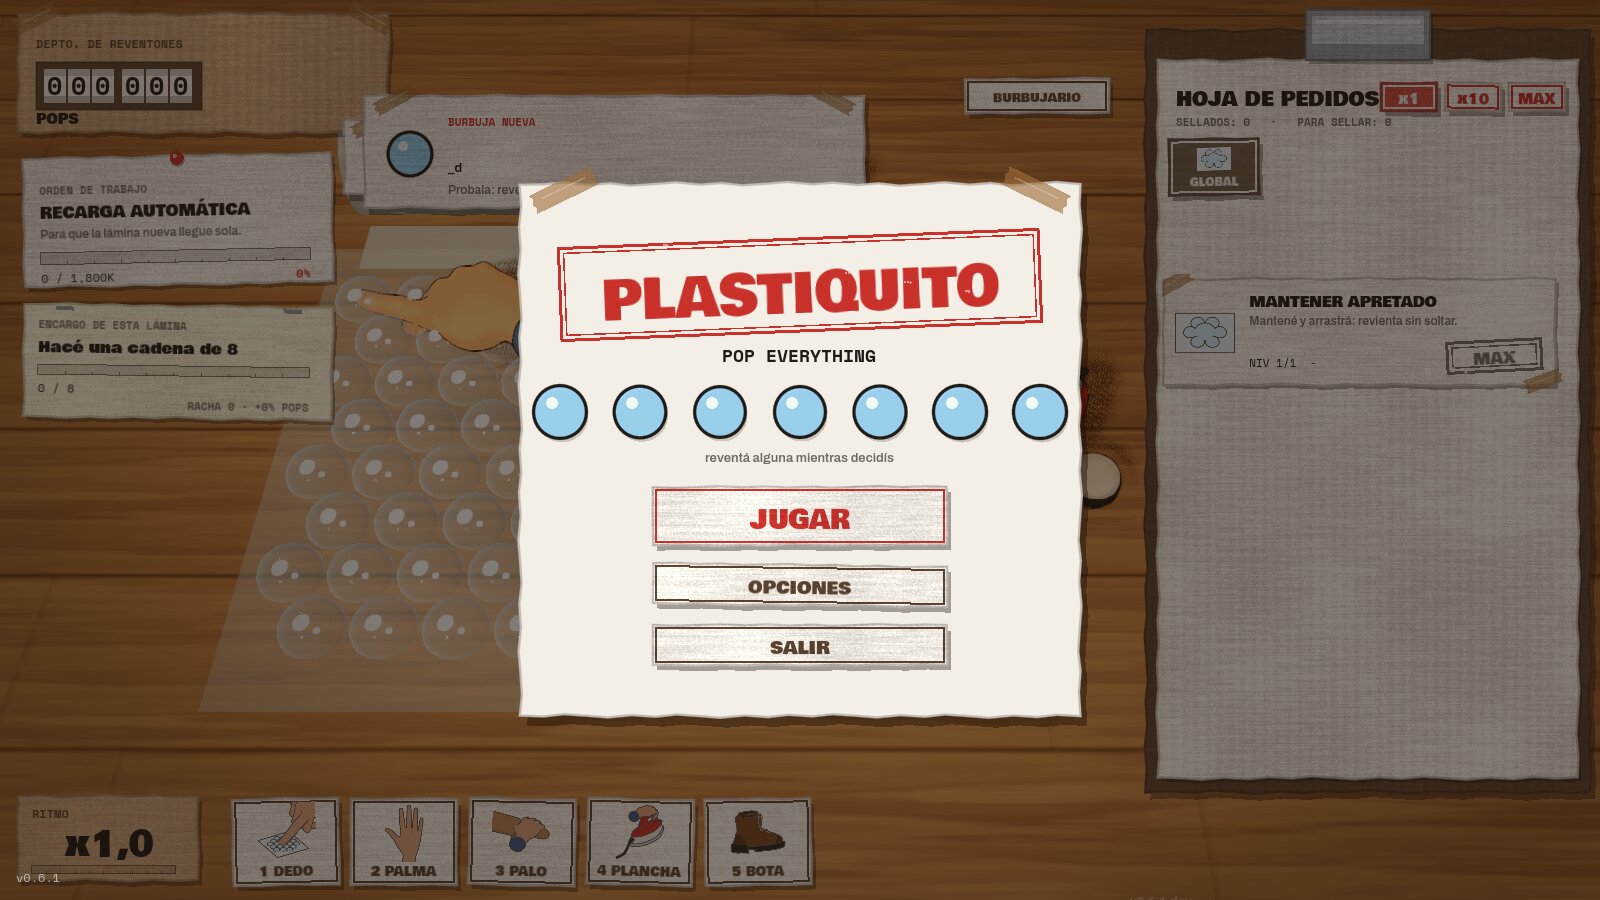 DEPTO. DE REVENTONES
000 000
POPS
ORDEN DE TRABAJO
RECARGA AUTOMÁTICA
Para que la lámina nueva llegue sola.
0 / 1.800K
0%
ENCARGO DE ESTA LÁMINA
Hacé una cadena de 8
0 / 8
RACHA 0 · +0% POPS
BURBUJA NUEVA
_d
Probala: reve
BURBUJARIO
HOJA DE PEDIDOS
x1
x10
MAX
SELLADOS: 0 · PARA SELLAR: 0
GLOBAL
MANTENER APRETADO
Mantené y arrastrá: revienta sin soltar.
NIV 1/1 -
MAX
PLASTIQUITO
POP EVERYTHING
reventá alguna mientras decidís
JUGAR
OPCIONES
SALIR
RITMO
x1,0
v0.6.1
1 DEDO
2 PALMA
3 PALO
4 PLANCHA
5 BOTA